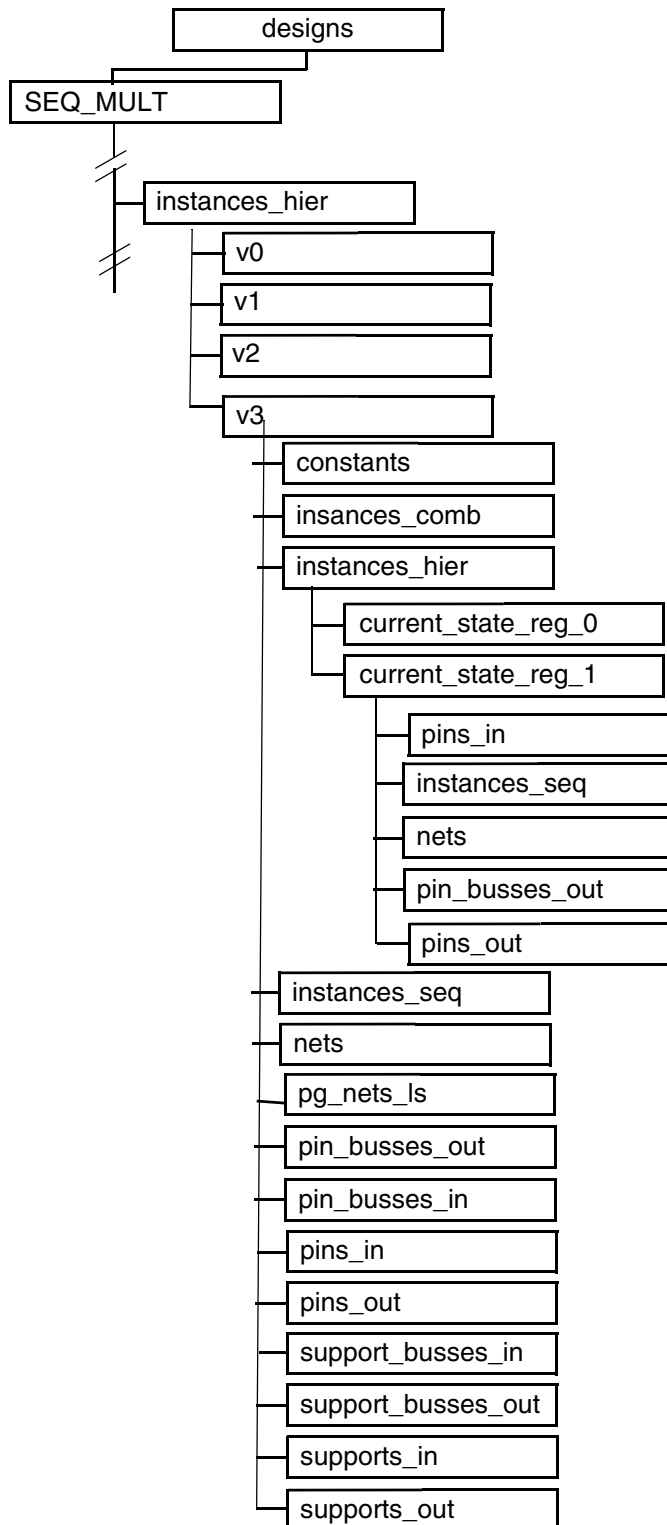 designs
SEQ_MULT
instances_hier
v0
v1
v2
v3
constants
insances_comb
instances_hier
current_state_reg_0
current_state_reg_1
pins_in
instances_seq
nets
pin_busses_out
pins_out
instances_seq
nets
pg_nets_ls
pin_busses_out
pin_busses_in
pins_in
pins_out
support_busses_in
support_busses_out
supports_in
supports_out